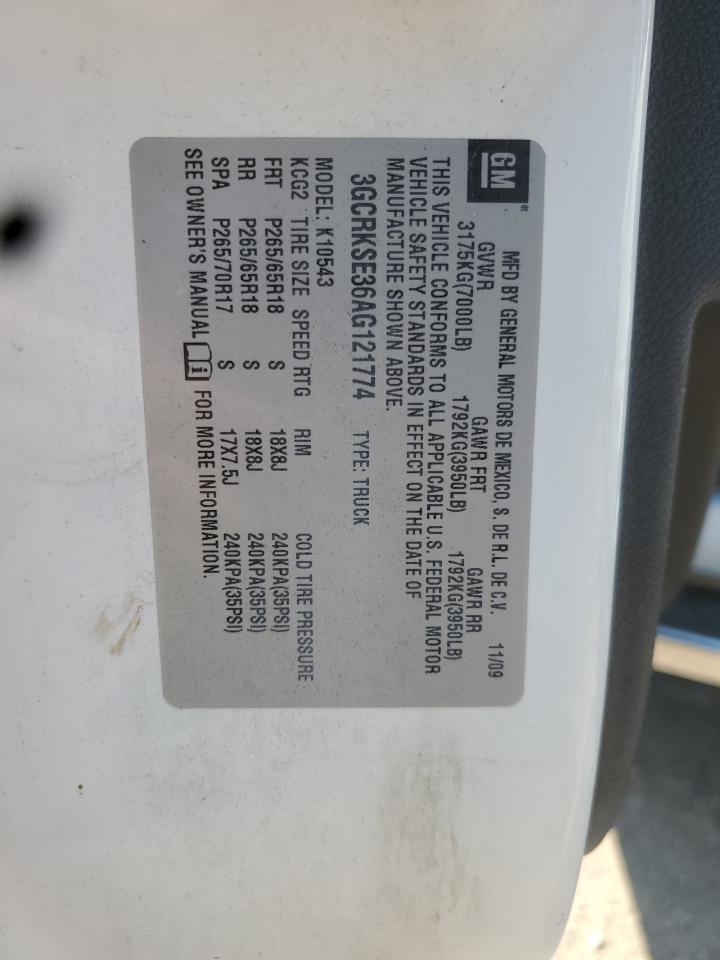 GM®
MFD BY GENERAL MOTORS DE MEXICO, S. DE R.L. DE C.V. 11/09
GVWR GAWR FRT GAWR RR
3175KG(7000LB) 1792KG(3950LB) 1792KG(3950LB)
THIS VEHICLE CONFORMS TO ALL APPLICABLE U.S. FEDERAL MOTOR
VEHICLE SAFETY STANDARDS IN EFFECT ON THE DATE OF
MANUFACTURE SHOWN ABOVE.
3GCRKSE36AG121774 TYPE: TRUCK
MODEL: K10543
KCG2 TIRE SIZE SPEED RTG RIM COLD TIRE PRESSURE
FRT P265/65R18 S 18X8J 240KPA(35PSI)
RR P265/65R18 S 18X8J 240KPA(35PSI)
SPA P265/70R17 S 17X7.5J 240KPA(35PSI)
SEE OWNER'S MANUAL i FOR MORE INFORMATION.